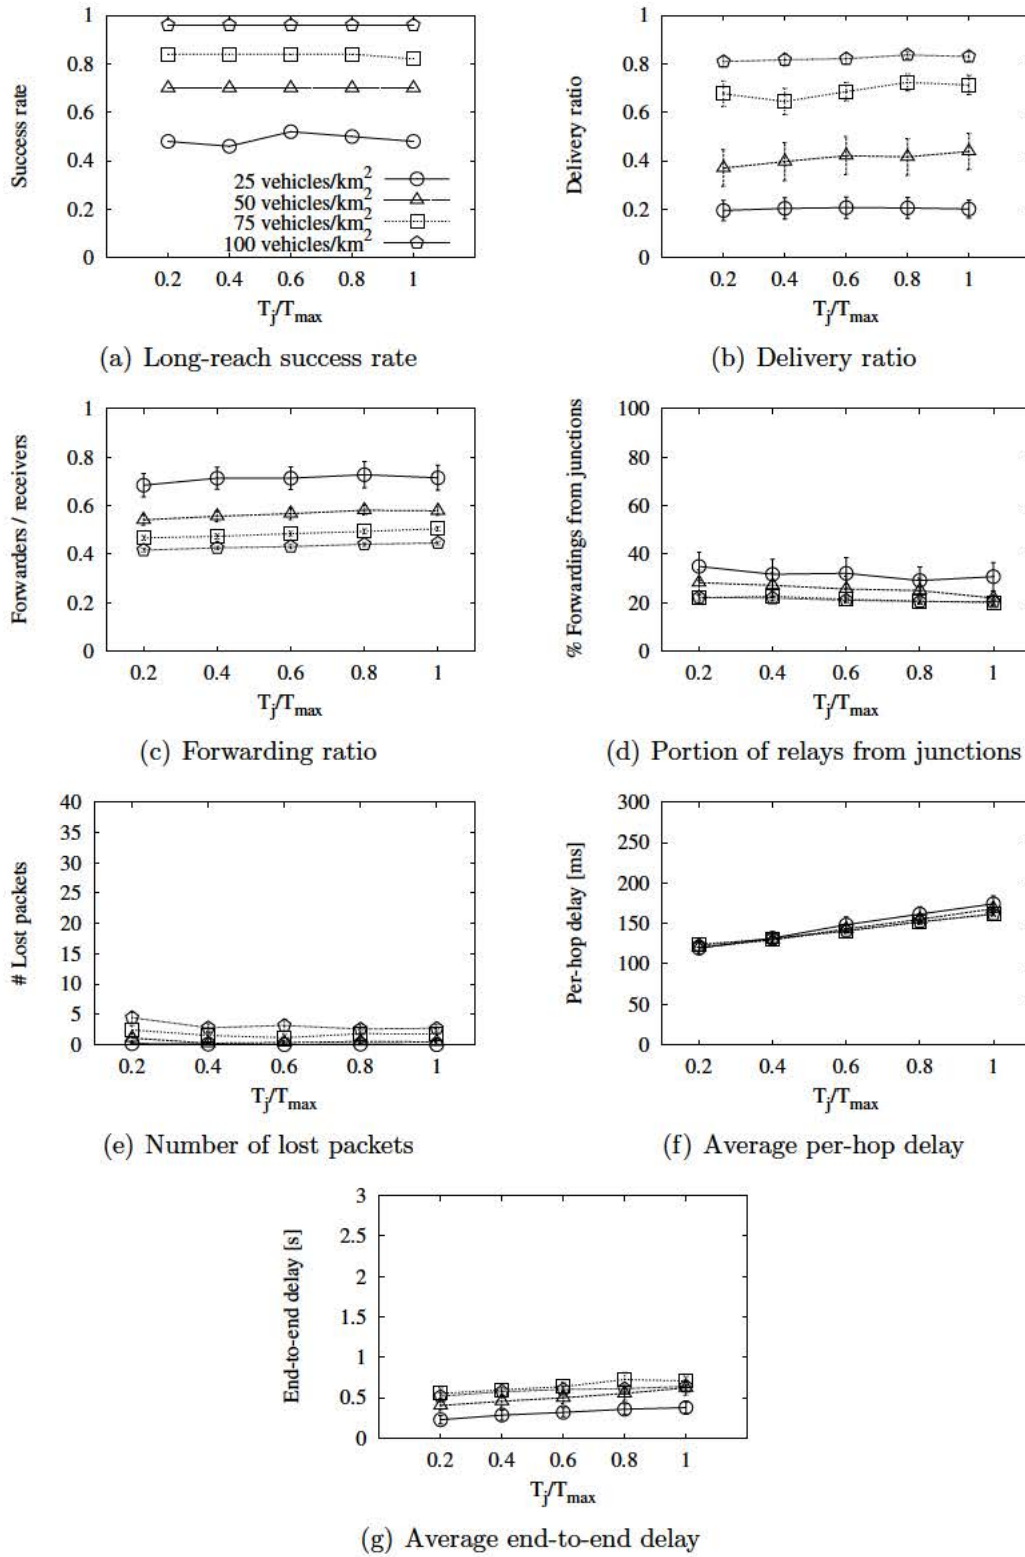 1
0.8
0.6
0.4
0.2
0
Success rate
25 vehicles/km²
50 vehicles/km²
75 vehicles/km²
100 vehicles/km²
0.2 0.4 0.6 0.8 1
Tj/Tmax
(a) Long-reach success rate
1
0.8
0.6
0.4
0.2
0
Delivery ratio
0.2 0.4 0.6 0.8 1
Tj/Tmax
(b) Delivery ratio
1
0.8
0.6
0.4
0.2
0
Forwarders / receivers
0.2 0.4 0.6 0.8 1
Tj/Tmax
(c) Forwarding ratio
100
80
60
40
20
0
% Forwardings from junctions
0.2 0.4 0.6 0.8 1
Tj/Tmax
(d) Portion of relays from junctions
40
35
30
25
20
15
10
5
0
# Lost packets
0.2 0.4 0.6 0.8 1
Tj/Tmax
(e) Number of lost packets
300
250
200
150
100
50
0
Per-hop delay [ms]
0.2 0.4 0.6 0.8 1
Tj/Tmax
(f) Average per-hop delay
3
2.5
2
1.5
1
0.5
0
End-to-end delay [s]
0.2 0.4 0.6 0.8 1
Tj/Tmax
(g) Average end-to-end delay